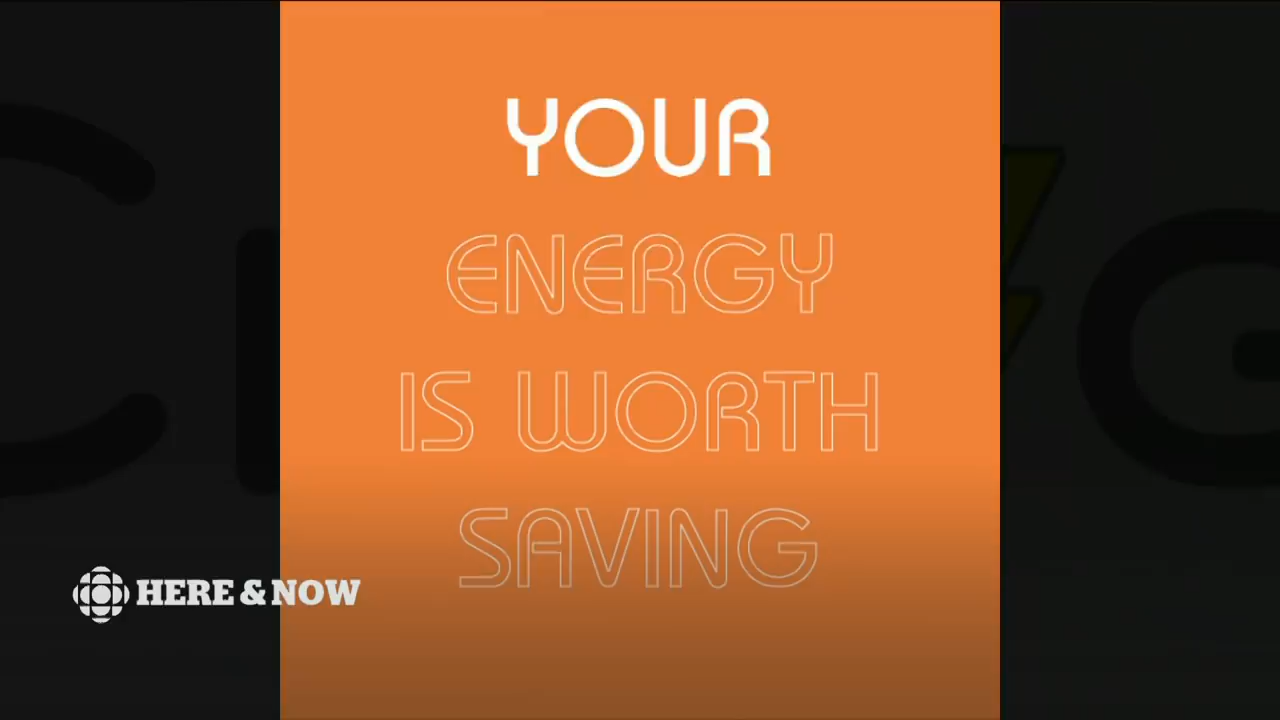 YOUR
ENERGY
IS WORTH
SAVING
HERE & NOW